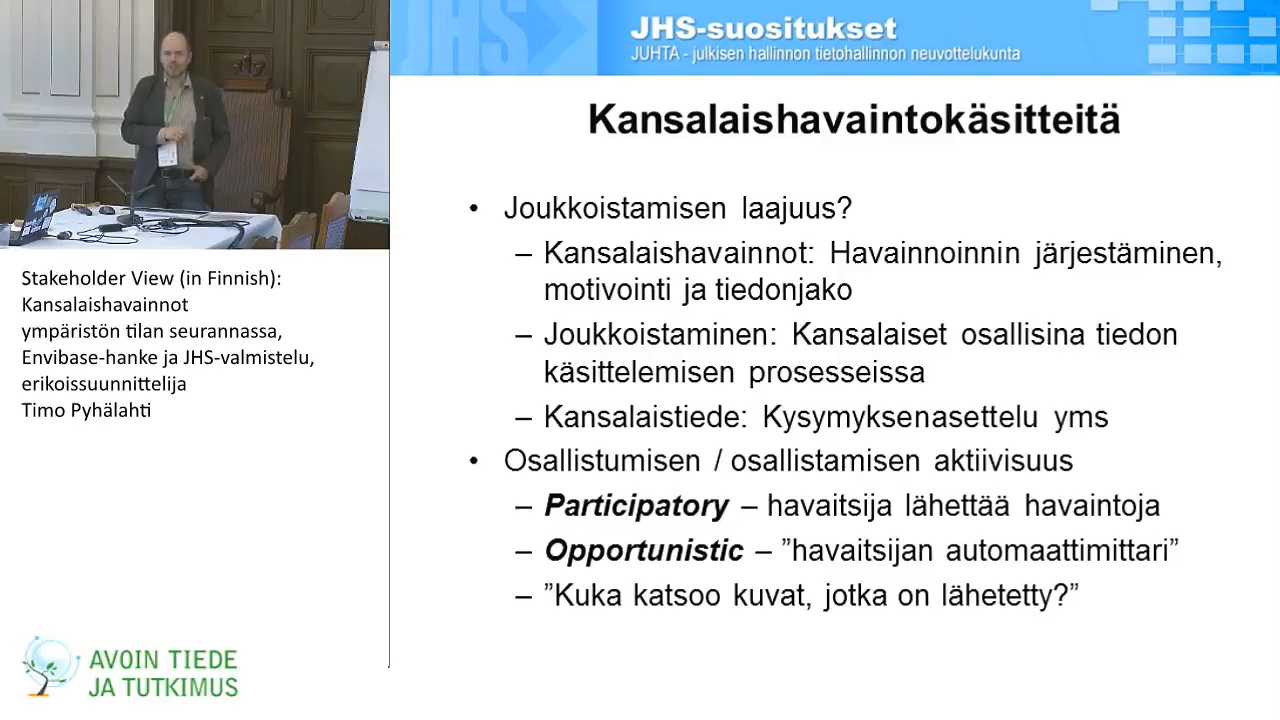 JHS
JHS-suositukset
JUHTA - julkisen hallinnon tietohallinnon neuvottelukunta
Kansalaishavaintokäsitteitä
• Joukkoistamisen laajuus?
– Kansalaishavainnot: Havainnoinnin järjestäminen,
motivointi ja tiedonjako
– Joukkoistaminen: Kansalaiset osallisina tiedon
käsittelemisen prosesseissa
– Kansalaistiede: Kysymyksenasettelu yms
• Osallistumisen / osallistamisen aktiivisuus
– Participatory – havaitsija lähettää havaintoja
– Opportunistic – ”havaitsijan automaattimittari”
– ”Kuka katsoo kuvat, jotka on lähetetty?”
Stakeholder View (in Finnish):
Kansalaishavainnot
ympäristön tilan seurannassa,
Envibase-hanke ja JHS-valmistelu,
erikoissuunnittelija
Timo Pyhälahti
AVOIN TIEDE
JA TUTKIMUS